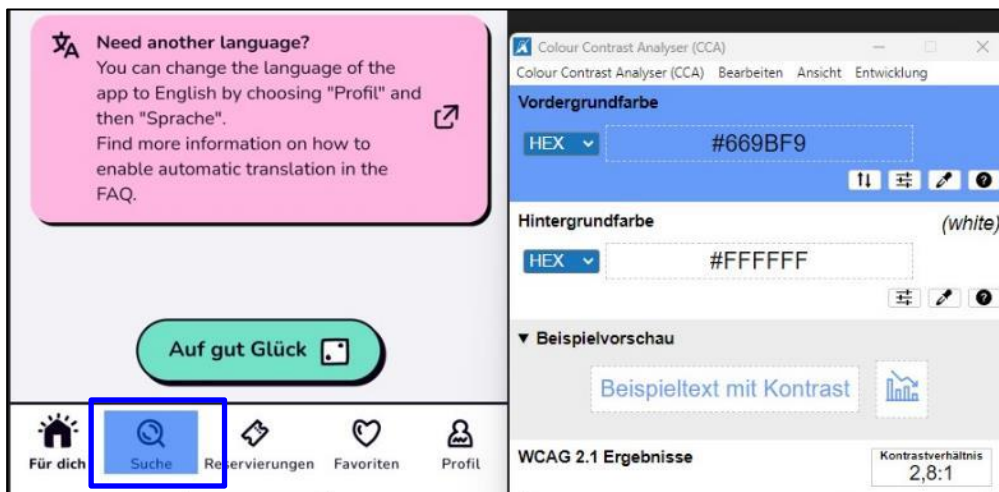 Need another language?
You can change the language of the
app to English by choosing "Profil" and
then "Sprache".
Find more information on how to
enable automatic translation in the
FAQ.
Auf gut Glück
Für dich
Suche
Reservierungen
Favoriten
Profil
Colour Contrast Analyser (CCA)
Colour Contrast Analyser (CCA) Bearbeiten Ansicht Entwicklung
Vordergrundfarbe
HEX #669BF9
Hintergrundfarbe (white)
HEX #FFFFFF
Beispielvorschau
Beispieltext mit Kontrast
WCAG 2.1 Ergebnisse
Kontrastverhältnis
2,8:1